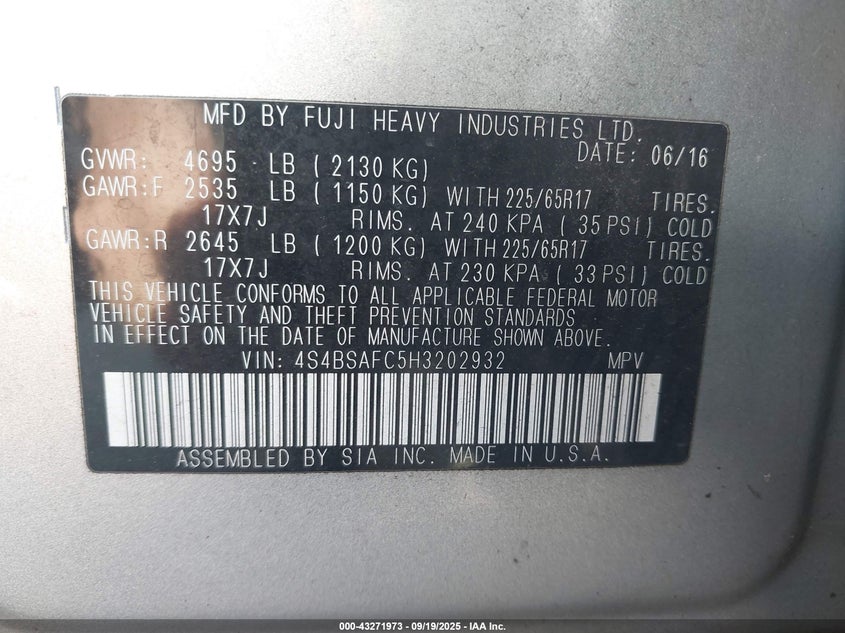 MFD BY FUJI HEAVY INDUSTRIES LTD.
DATE: 06/16
GVWR: 4695 LB ( 2130 KG)
GAWR:F 2535 LB ( 1150 KG) WITH 225/65R17 TIRES.
17X7J RIMS. AT 240 KPA ( 35 PSI) COLD
GAWR:R 2645 LB ( 1200 KG) WITH 225/65R17 TIRES.
17X7J RIMS. AT 230 KPA ( 33 PSI) COLD
THIS VEHICLE CONFORMS TO ALL APPLICABLE FEDERAL MOTOR
VEHICLE SAFETY AND THEFT PREVENTION STANDARDS
IN EFFECT ON THE DATE OF MANUFACTURE SHOWN ABOVE.
VIN: 4S4BSAFC5H3202932 MPV
ASSEMBLED BY SIA INC. MADE IN U.S.A.
000-43271973 - 09/19/2025 - IAA Inc.